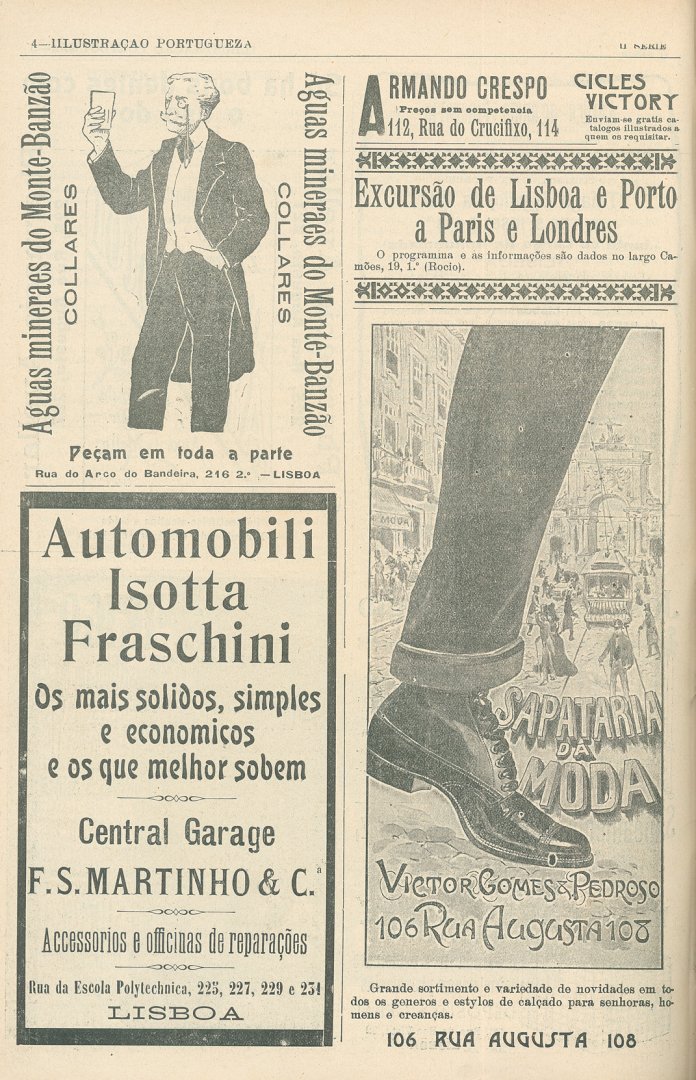 4—IILUSTRAÇÃO PORTUGUEZA
II SERIE
Aguas mineraes do Monte-Banzão
COLLARES
COLLARES
Aguas mineraes do Monte-Banzão
Peçam em toda a parte
Rua do Arco do Bandeira, 216 2.º —LISBOA
Automobili
Isotta
Fraschini
Os mais solidos, simples
e economicos
e os que melhor sobem
Central Garage
F. S. MARTINHO & C.ª
Accessorios e officinas de reparações
Rua da Escola Polytechnica, 225, 227, 229 e 231
LISBOA
ARMANDO CRESPO
Preços sem competencia
112, Rua do Crucifixo, 114
CICLES
VICTORY
Enviam-se gratis ca-
talogos illustrados a
quem os requisitar.
Excursão de Lisboa e Porto
a Paris e Londres
O programma e as informações são dados no largo Ca-
mões, 19, 1.º (Rocio).
MODA
SAPATARIA
DA
MODA
VICTOR GOMES & PEDROSO
106 RUA AUGUSTA 108
Grande sortimento e variedade de novidades em to-
dos os generos e estylos de calçado para senhoras, ho-
mens e creanças.
106 RUA AUGUSTA 108